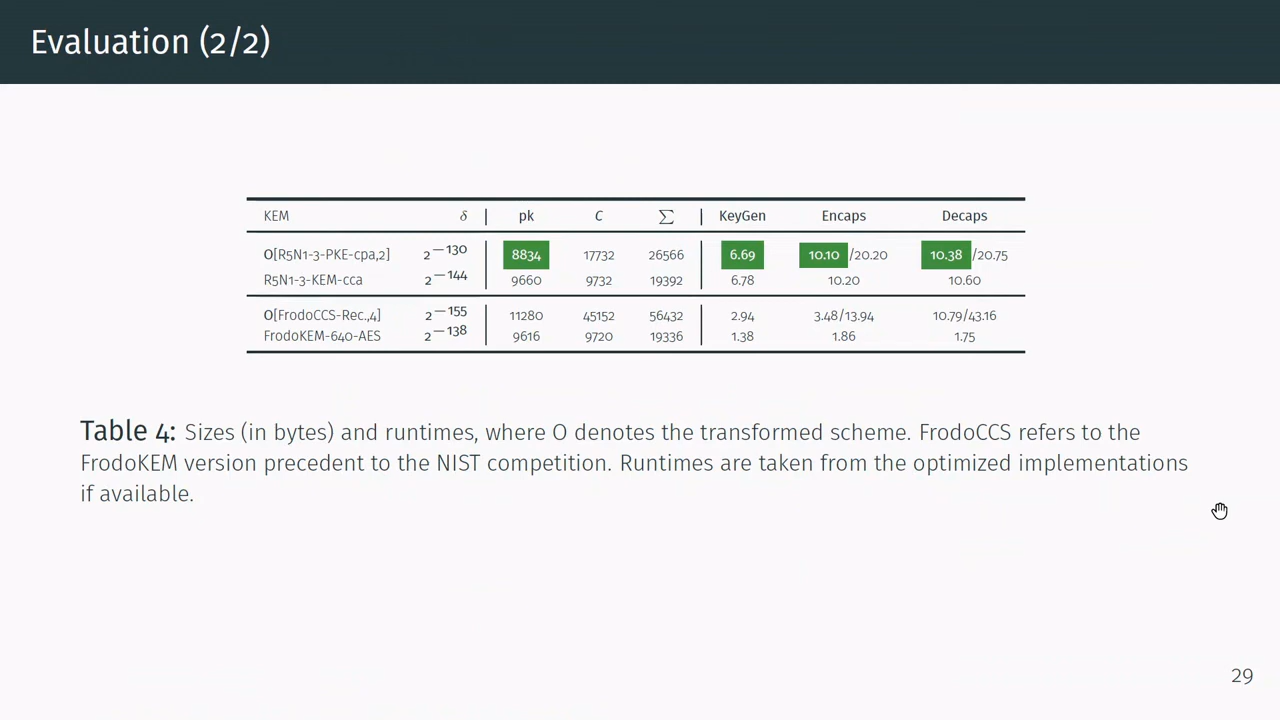 Evaluation (2/2)
KEM δ pk C ∑ KeyGen Encaps Decaps
O[R5N1-3-PKE-cpa,2] 2^−130 8834 17732 26566 6.69 10.10/20.20 10.38/20.75
R5N1-3-KEM-cca 2^−144 9660 9732 19392 6.78 10.20 10.60
O[FrodoCCS-Rec.,4] 2^−155 11280 45152 56432 2.94 3.48/13.94 10.79/43.16
FrodoKEM-640-AES 2^−138 9616 9720 19336 1.38 1.86 1.75
Table 4: Sizes (in bytes) and runtimes, where O denotes the transformed scheme. FrodoCCS refers to the
FrodoKEM version precedent to the NIST competition. Runtimes are taken from the optimized implementations
if available.
29